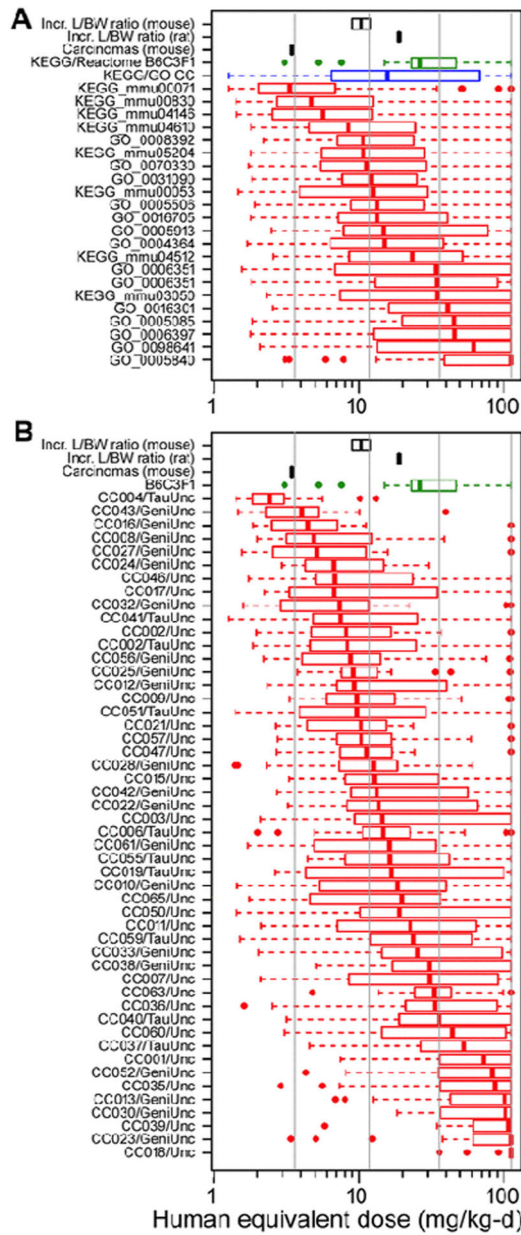 A
Incr. L/BW ratio (mouse)
Incr. L/BW ratio (rat)
Carcinomas (mouse)
KEGG/Reactome B6C3F1
KEGG/GO CC
KEGG_mmu00071
KEGG_mmu00830
KEGG_mmu04146
KEGG_mmu04610
GO_0008392
KEGG_mmu05204
GO_0070330
GO_0031090
KEGG_mmu00053
GO_0005506
GO_0016705
GO_0005913
GO_0004364
KEGG_mmu04512
GO_0006351
GO_0006351
KEGG_mmu03050
GO_0016301
GO_0005085
GO_0006397
GO_0098641
GO_0005840
1 10 100
B
Incr. L/BW ratio (mouse)
Incr. L/BW ratio (rat)
Carcinomas (mouse)
B6C3F1
CC004/TauUnc
CC043/GeniUnc
CC016/GeniUnc
CC008/GeniUnc
CC027/GeniUnc
CC024/GeniUnc
CC046/Unc
CC017/Unc
CC032/GeniUnc
CC041/TauUnc
CC002/Unc
CC002/TauUnc
CC056/GeniUnc
CC025/GeniUnc
CC012/GeniUnc
CC009/Unc
CC051/TauUnc
CC021/Unc
CC057/Unc
CC047/Unc
CC028/GeniUnc
CC015/Unc
CC042/GeniUnc
CC022/GeniUnc
CC003/Unc
CC006/TauUnc
CC061/GeniUnc
CC055/TauUnc
CC019/TauUnc
CC010/GeniUnc
CC065/Unc
CC050/Unc
CC011/Unc
CC059/TauUnc
CC033/GeniUnc
CC038/GeniUnc
CC007/Unc
CC063/Unc
CC036/Unc
CC040/TauUnc
CC060/Unc
CC037/TauUnc
CC001/Unc
CC052/GeniUnc
CC035/Unc
CC013/GeniUnc
CC030/GeniUnc
CC039/Unc
CC023/GeniUnc
CC018/Unc
1 10 100
Human equivalent dose (mg/kg-d)